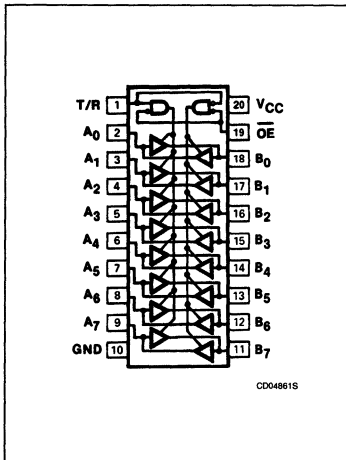 T/R 1 20 VCC
A0 2 19 OE
A1 3 18 B0
A2 4 17 B1
A3 5 16 B2
A4 6 15 B3
A5 7 14 B4
A6 8 13 B5
A7 9 12 B6
GND 10 11 B7
CD04861S